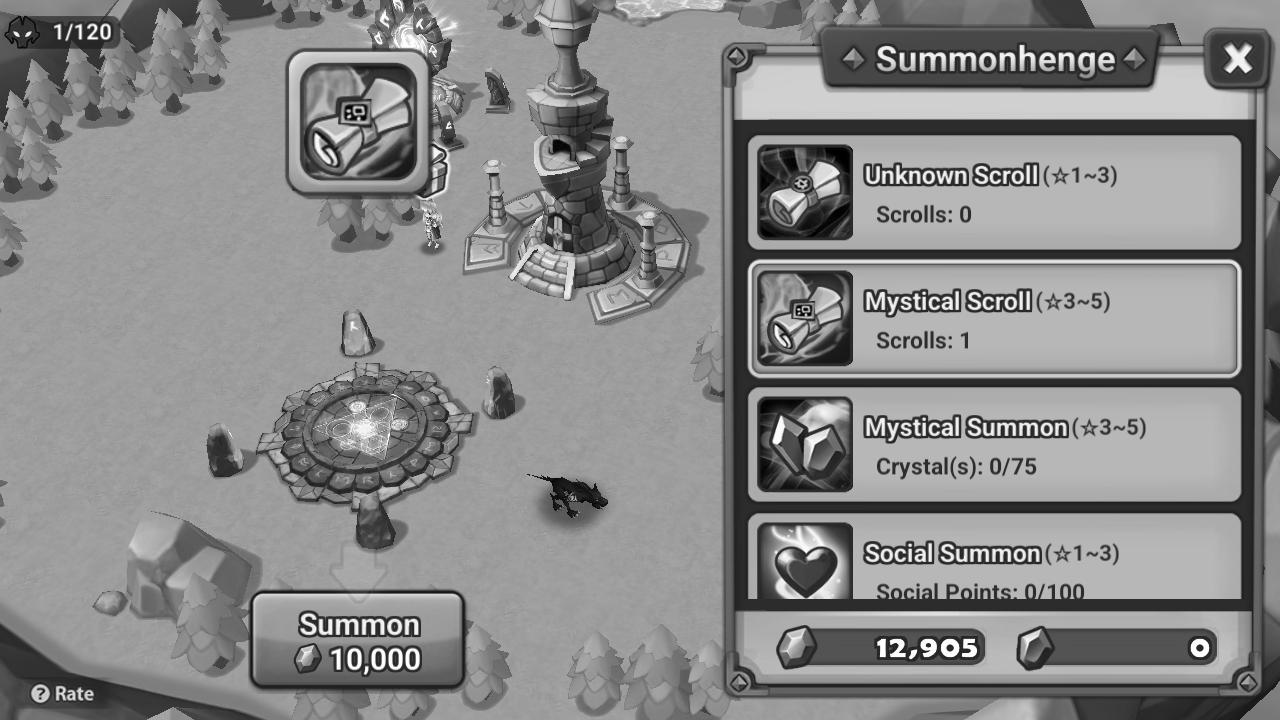 1/120
Summonhenge
X
Unknown Scroll (☆1~3)
Scrolls: 0
Mystical Scroll (☆3~5)
Scrolls: 1
Mystical Summon (☆3~5)
Crystal(s): 0/75
Social Summon (☆1~3)
Social Points: 0/100
Summon
10,000
12,905
0
? Rate